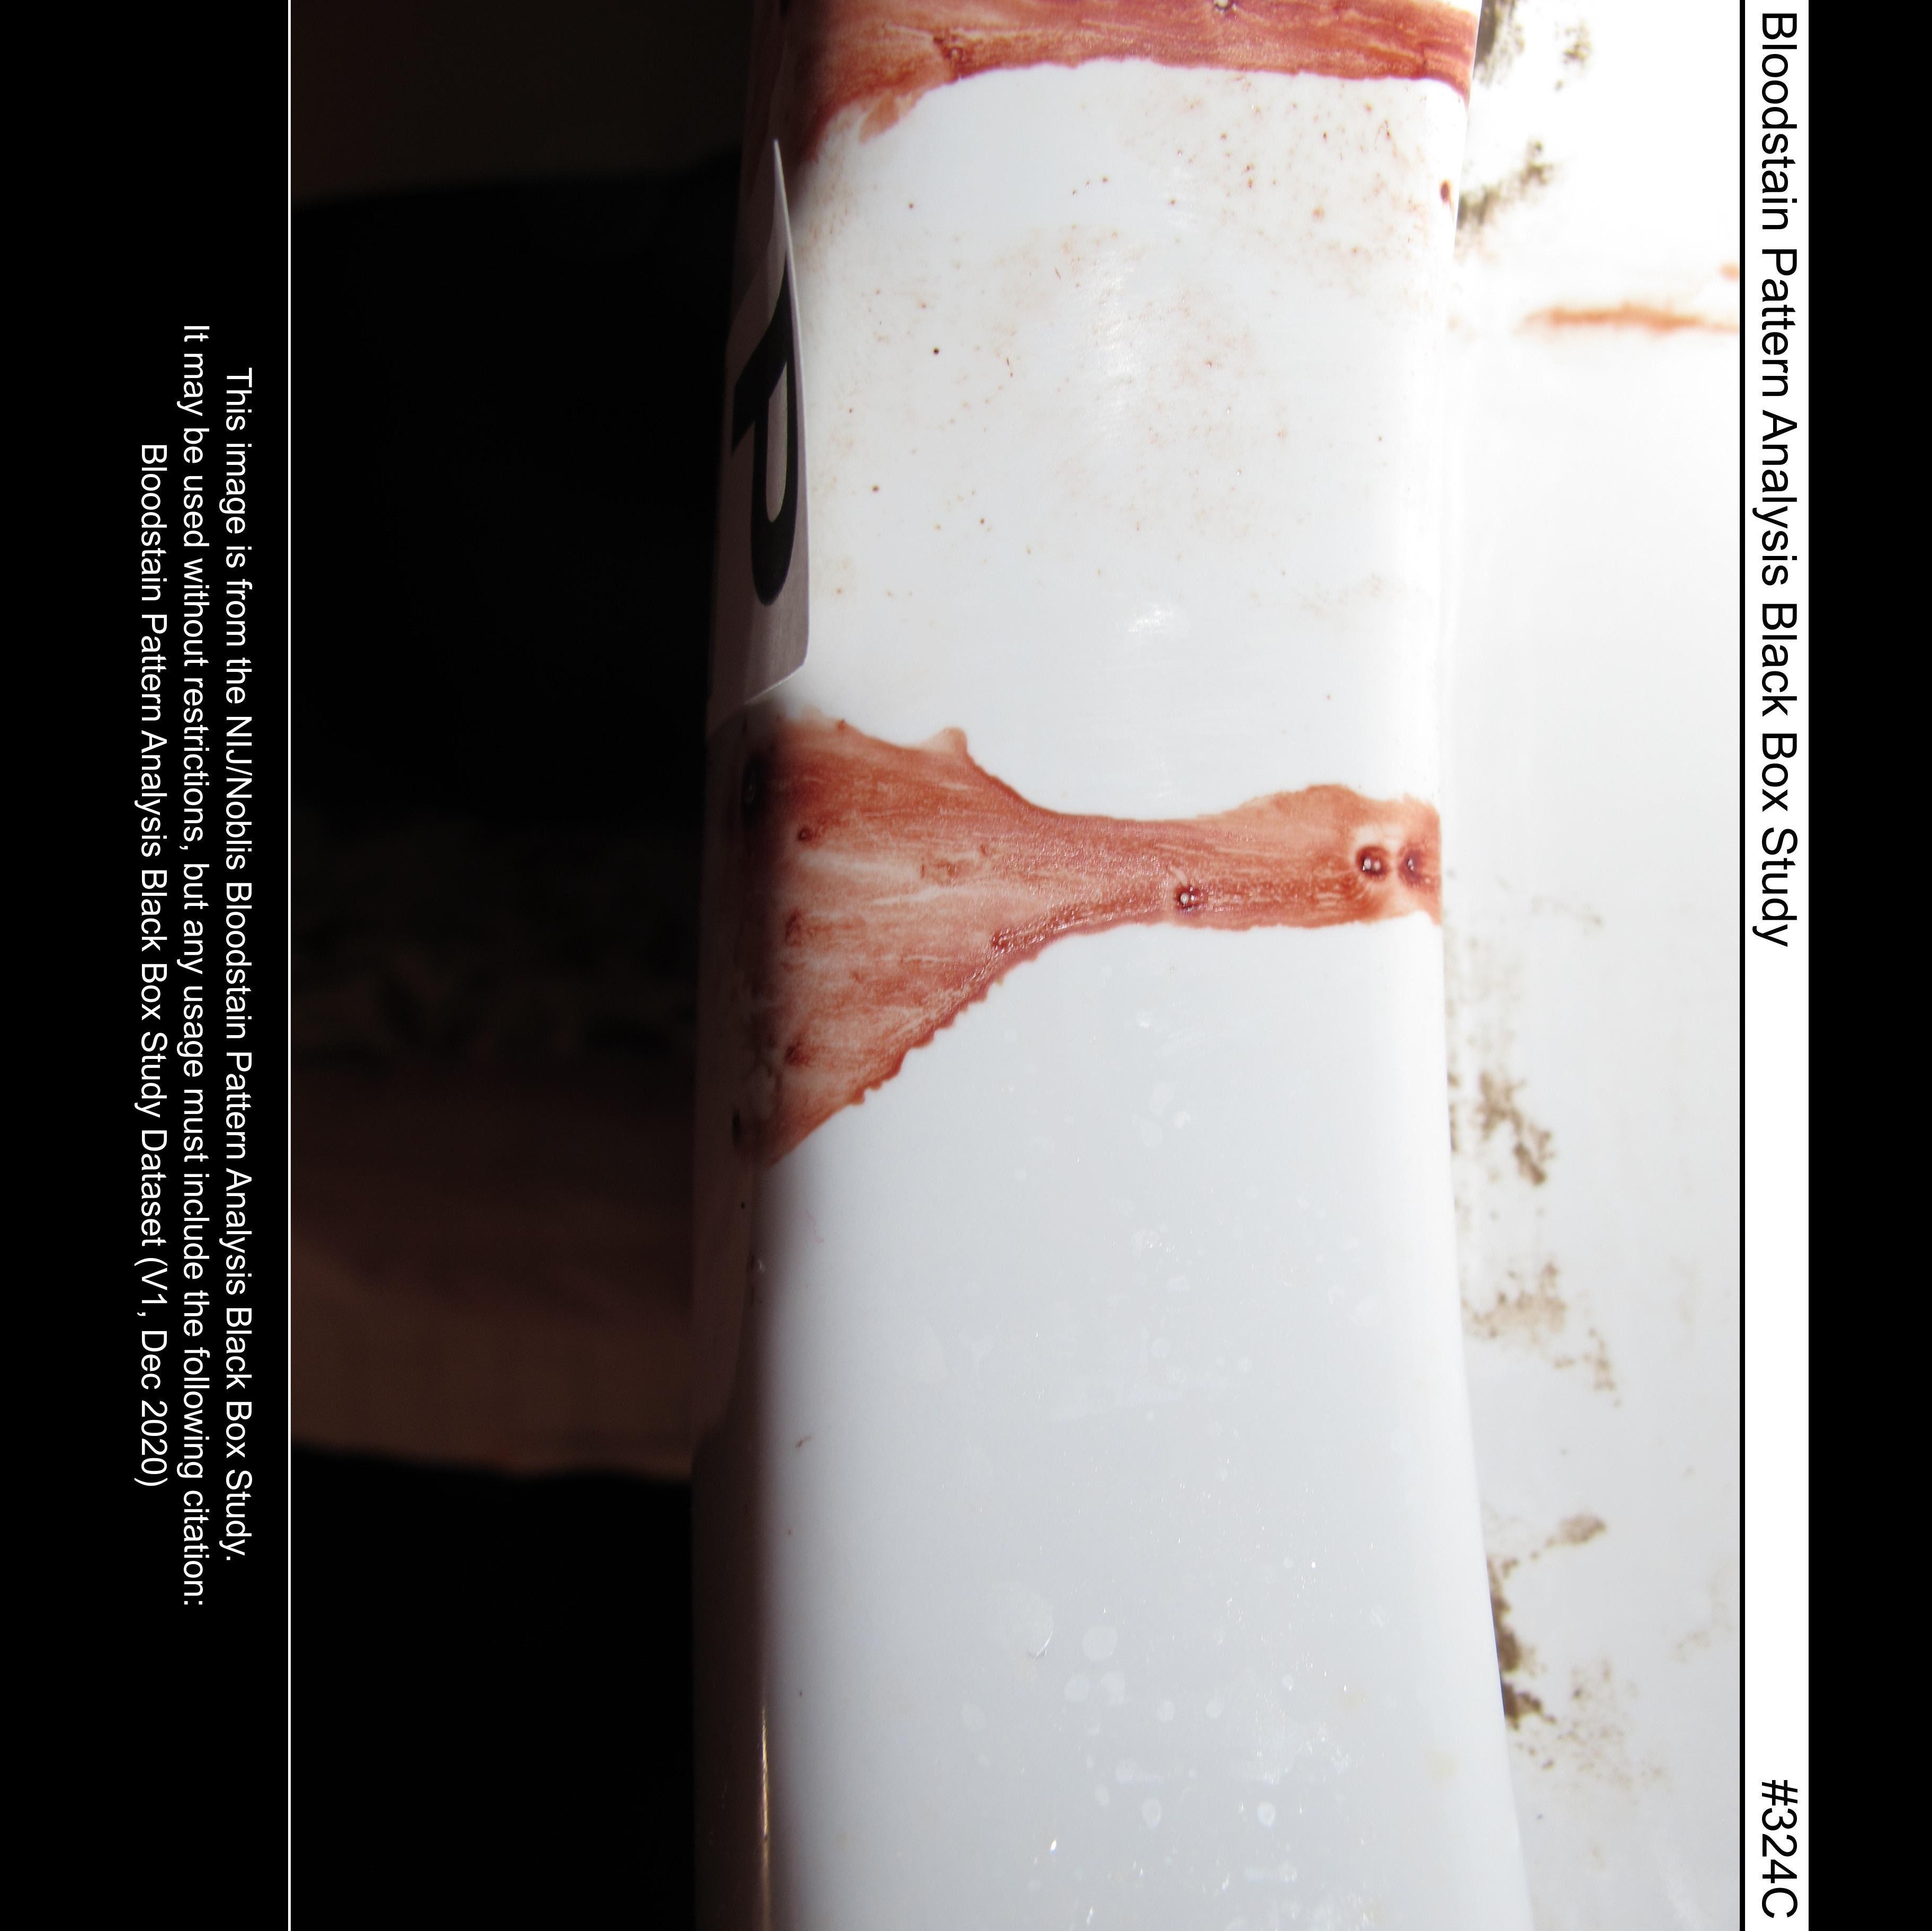 Bloodstain Pattern Analysis Black Box Study #324C
1P
This image is from the NIJ/Noblis Bloodstain Pattern Analysis Black Box Study.
It may be used without restrictions, but any usage must include the following citation:
Bloodstain Pattern Analysis Black Box Study Dataset (V1, Dec 2020)